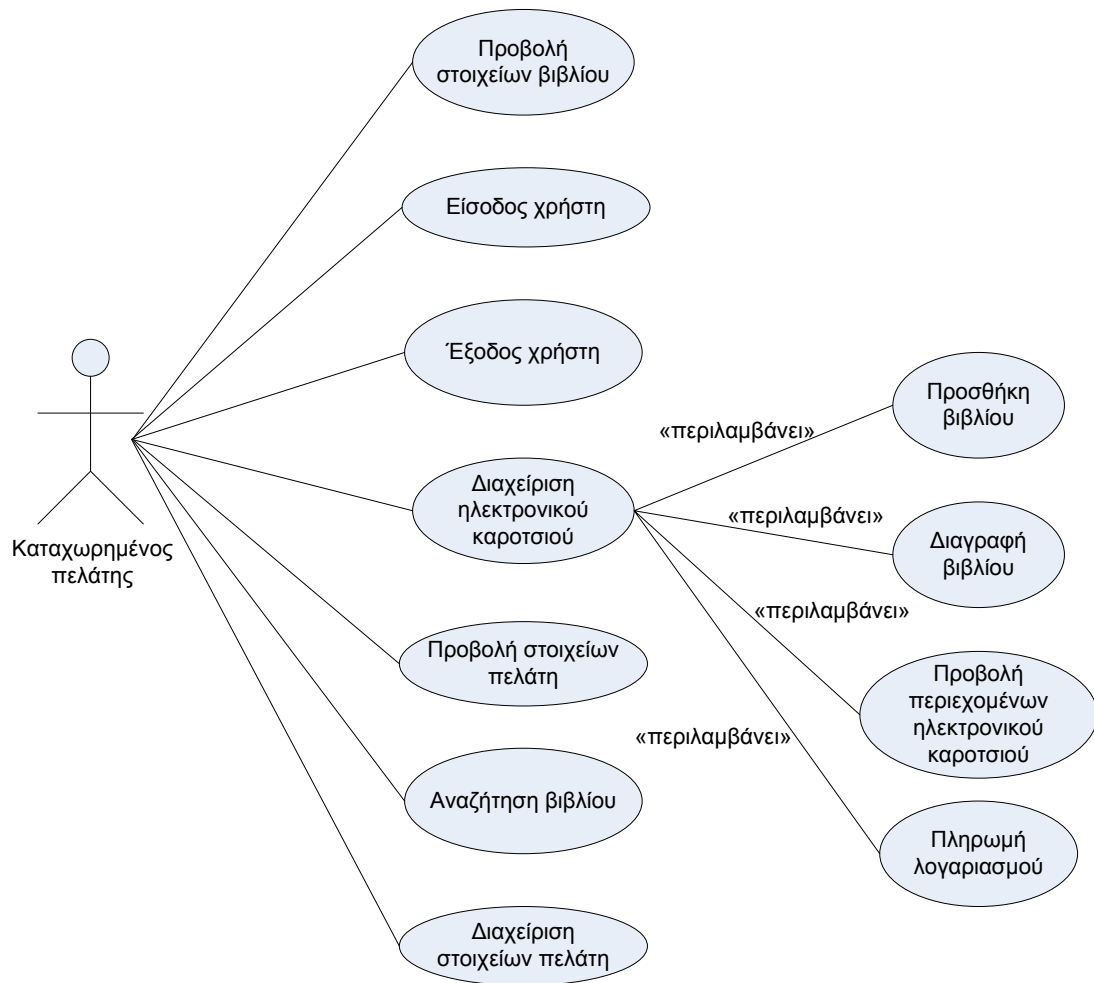 Προβολή
στοιχείων βιβλίου
Είσοδος χρήστη
Έξοδος χρήστη
Προσθήκη
βιβλίου
«περιλαμβάνει»
Διαχείριση
ηλεκτρονικού
καροτσιού
«περιλαμβάνει»
Διαγραφή
βιβλίου
Καταχωρημένος
πελάτης
«περιλαμβάνει»
Προβολή στοιχείων
πελάτη
Προβολή
περιεχομένων
ηλεκτρονικού
καροτσιού
«περιλαμβάνει»
Αναζήτηση βιβλίου
Πληρωμή
λογαριασμού
Διαχείριση
στοιχείων πελάτη